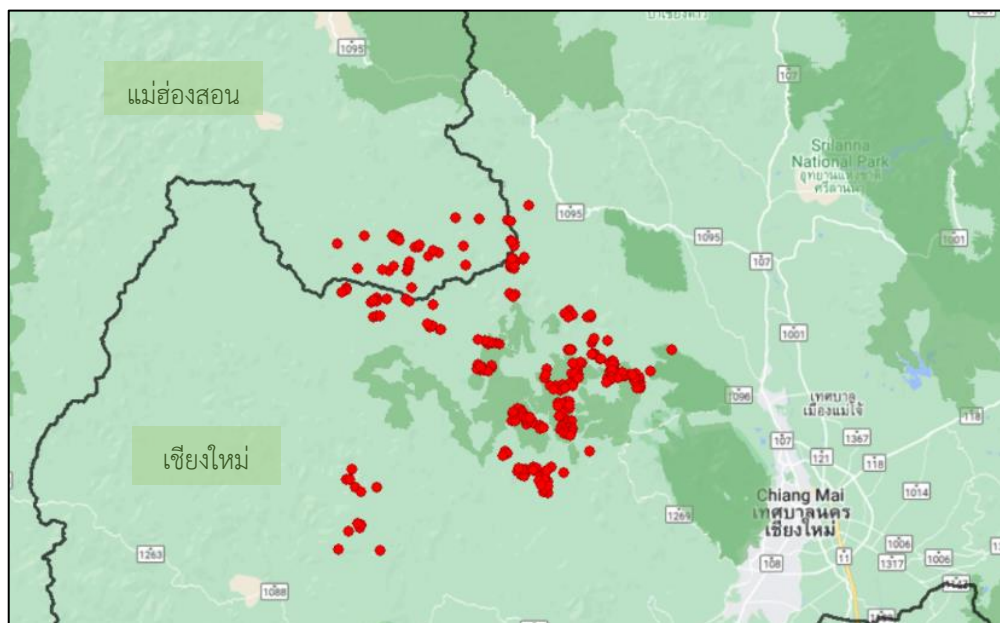 1095
107
แม่ฮ่องสอน
Srilanna
National Park
อุทยานแห่งชาติ
ศรีลานนา
1095
1095
1001
107
1001
1096
เทศบาล
เมืองแม่โจ้
118
107
1367
121
118
เชียงใหม่
Chiang Mai
เทศบาลนคร
เชียงใหม่
1014
1269
1263
1006
11
1006
108
1317
1088